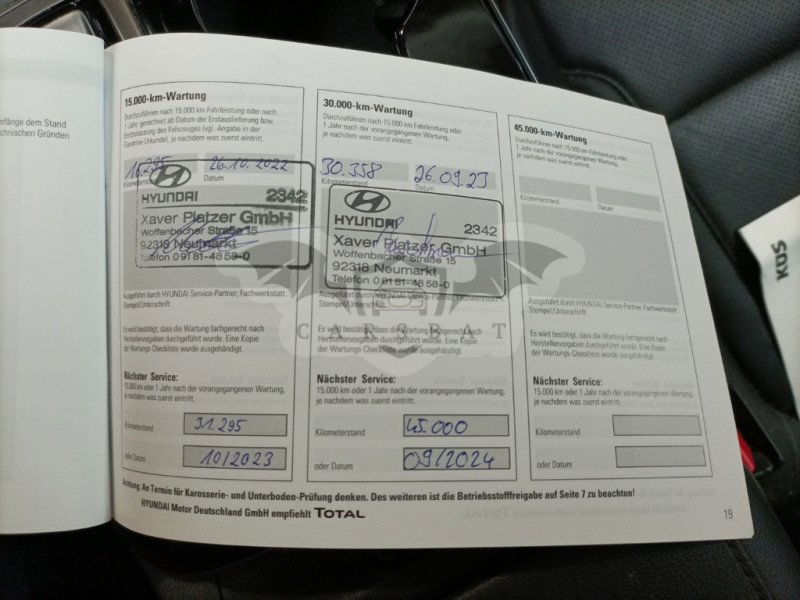 mfänge dem Stand
chnischen Gründen
15.000-km-Wartung
Durchzuführen nach 15.000 km Fahrleistung oder nach
1 Jahr gerechnet ab Datum der Erstauslieferung bzw.
Erstzulassung des Fahrzeuges (vgl. Angabe in der
Garantie-Urkunde), je nachdem was zuerst eintritt.
16.295 26.10.2022
Kilometerstand Datum
HYUNDAI 2342
Xaver Platzer GmbH
Woffenbacher Straße 15
92318 Neumarkt
Telefon 0 91 81-48 59-0
Ausgeführt durch HYUNDAI Service-Partner, Fachwerkstatt
Stempel/Unterschrift
Es wird bestätigt, dass die Wartung fachgerecht nach
Herstellervorgaben durchgeführt wurde. Eine Kopie
der Wartungs-Checkliste wurde ausgehändigt.
Nächster Service:
15.000 km oder 1 Jahr nach der vorangegangenen Wartung,
je nachdem was zuerst eintritt.
Kilometerstand 31.295
oder Datum 10/2023
30.000-km-Wartung
Durchzuführen nach 15.000 km Fahrleistung oder
1 Jahr nach der vorangegangenen Wartung,
je nachdem was zuerst eintritt.
30.358 26.09.23
Kilometerstand Datum
HYUNDAI 2342
Xaver Platzer GmbH
Woffenbacher Straße 15
92318 Neumarkt
Telefon 0 91 81-48 58-0
Ausgeführt durch HYUNDAI Service-Partner, Fachwerkstatt
Stempel/Unterschrift
Es wird bestätigt, dass die Wartung fachgerecht nach
Herstellervorgaben durchgeführt wurde. Eine Kopie
der Wartungs-Checkliste wurde ausgehändigt.
Nächster Service:
15.000 km oder 1 Jahr nach der vorangegangenen Wartung,
je nachdem was zuerst eintritt.
Kilometerstand 45.000
oder Datum 09/2024
45.000-km-Wartung
Durchzuführen nach 15.000 km Fahrleistung oder
1 Jahr nach der vorangegangenen Wartung,
je nachdem was zuerst eintritt.
Kilometerstand Datum
Ausgeführt durch HYUNDAI Service-Partner, Fachwerkstatt
Stempel/Unterschrift
Es wird bestätigt, dass die Wartung fachgerecht nach
Herstellervorgaben durchgeführt wurde. Eine Kopie
der Wartungs-Checkliste wurde ausgehändigt.
Nächster Service:
15.000 km oder 1 Jahr nach der vorangegangenen Wartung,
je nachdem was zuerst eintritt.
Kilometerstand
oder Datum
Achtung: An Termin für Karosserie- und Unterboden-Prüfung denken. Des weiteren ist die Betriebsstofffreigabe auf Seite 7 zu beachten!
HYUNDAI Motor Deutschland GmbH empfiehlt TOTAL
19
KÜS
CARCBAT